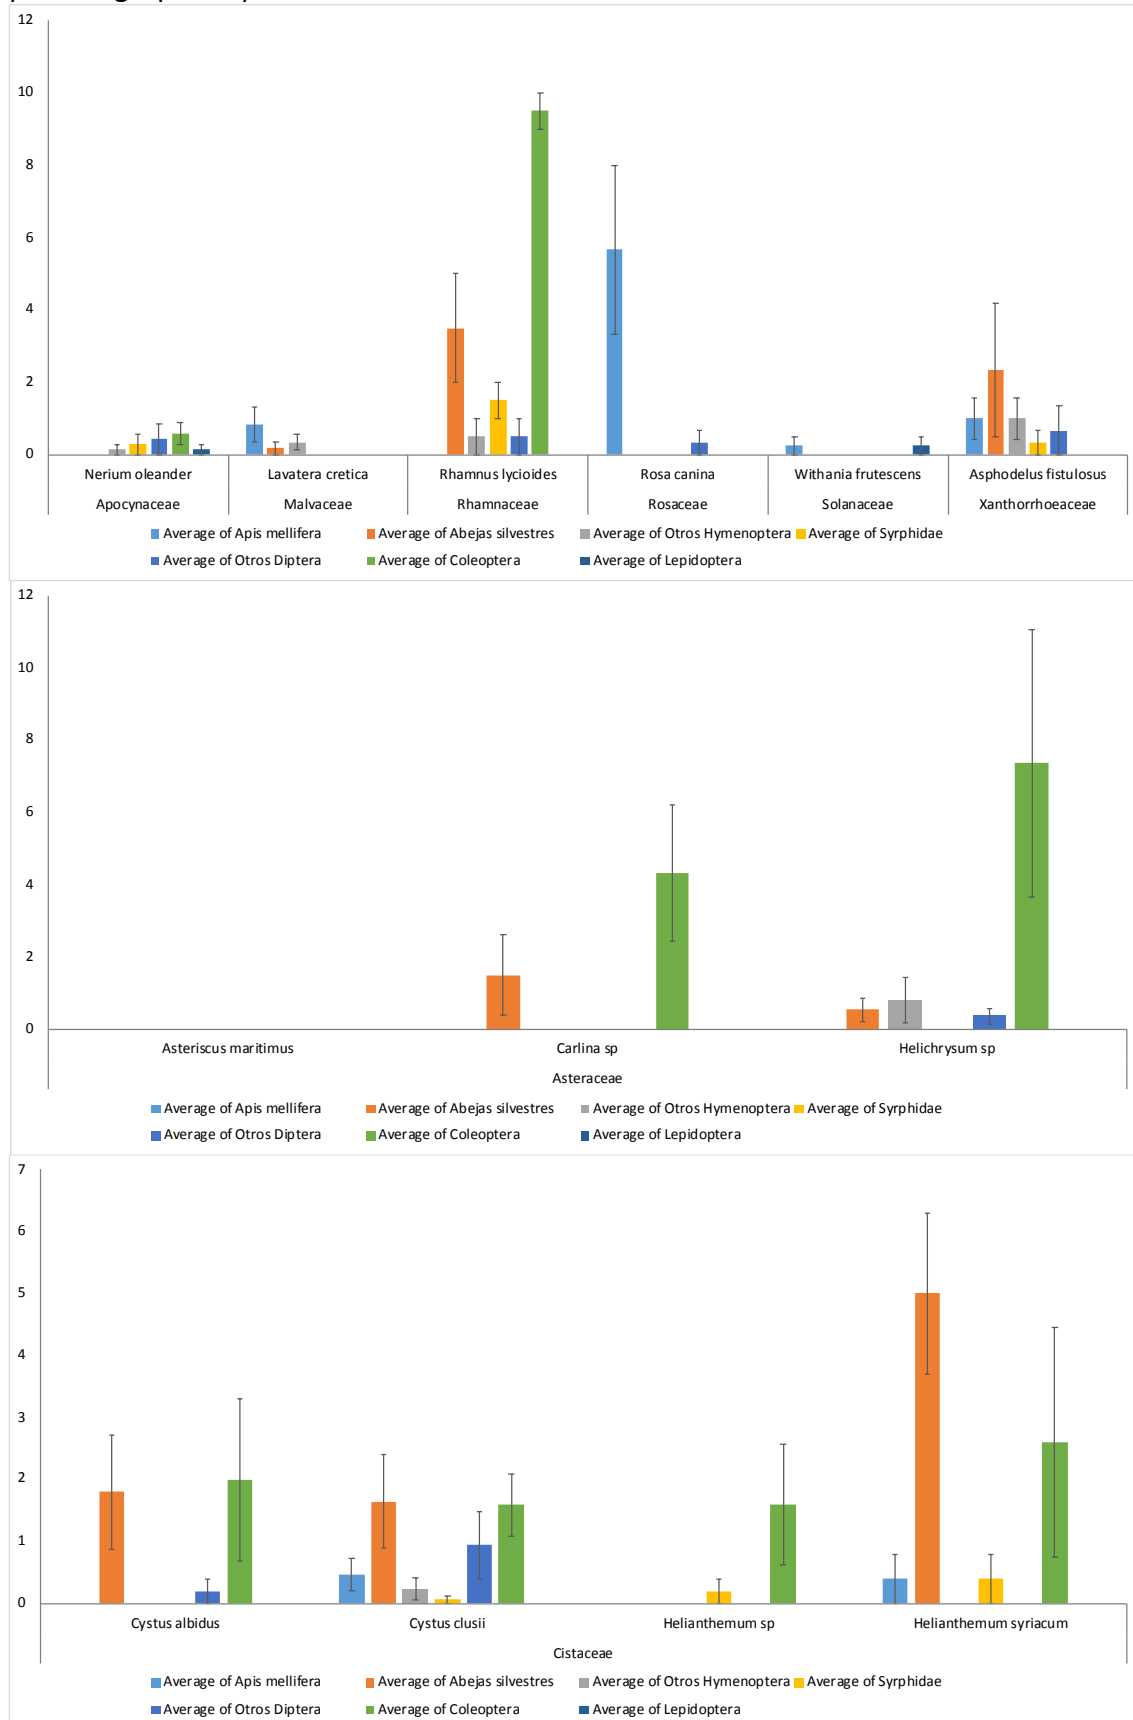 12
10
8
6
4
2
0
Nerium oleander Lavatera cretica Rhamnus lycioides Rosa canina Withania frutescens Asphodelus fistulosus
Apocynaceae Malvaceae Rhamnaceae Rosaceae Solanaceae Xanthorrhoeaceae
Average of Apis mellifera Average of Abejas silvestres Average of Otros Hymenoptera Average of Syrphidae
Average of Otros Diptera Average of Coleoptera Average of Lepidoptera
12
10
8
6
4
2
0
Asteriscus maritimus Carlina sp Helichrysum sp
Asteraceae
Average of Apis mellifera Average of Abejas silvestres Average of Otros Hymenoptera Average of Syrphidae
Average of Otros Diptera Average of Coleoptera Average of Lepidoptera
7
6
5
4
3
2
1
0
Cystus albidus Cystus clusii Helianthemum sp Helianthemum syriacum
Cistaceae
Average of Apis mellifera Average of Abejas silvestres Average of Otros Hymenoptera Average of Syrphidae
Average of Otros Diptera Average of Coleoptera Average of Lepidoptera